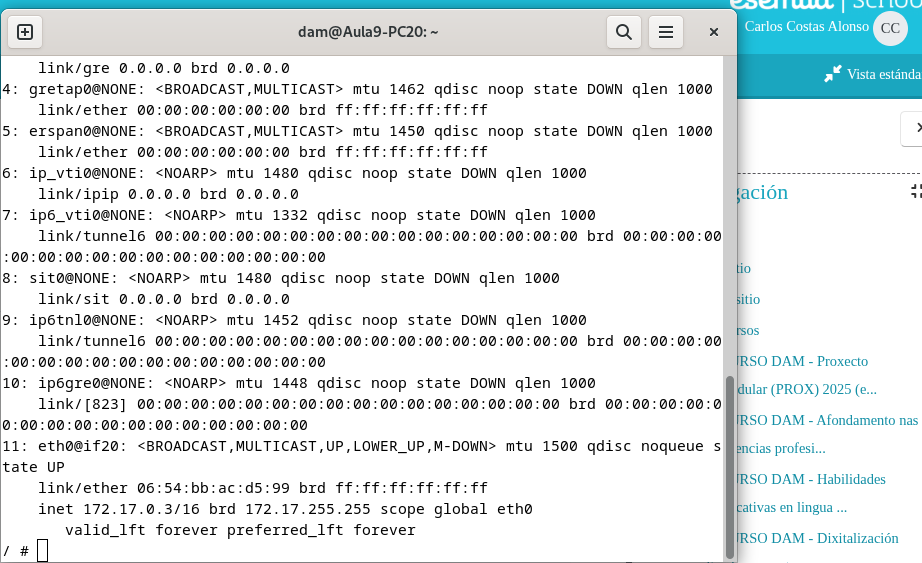 dam@Aula9-PC20: ~
link/gre 0.0.0.0 brd 0.0.0.0
4: gretap0@NONE: <BROADCAST,MULTICAST> mtu 1462 qdisc noop state DOWN qlen 1000
link/ether 00:00:00:00:00:00 brd ff:ff:ff:ff:ff:ff
5: erspan0@NONE: <BROADCAST,MULTICAST> mtu 1450 qdisc noop state DOWN qlen 1000
link/ether 00:00:00:00:00:00 brd ff:ff:ff:ff:ff:ff
6: ip_vti0@NONE: <NOARP> mtu 1480 qdisc noop state DOWN qlen 1000
link/ipip 0.0.0.0 brd 0.0.0.0
7: ip6_vti0@NONE: <NOARP> mtu 1332 qdisc noop state DOWN qlen 1000
link/tunnel6 00:00:00:00:00:00:00:00:00:00:00:00:00:00:00:00 brd 00:00:00:00
:00:00:00:00:00:00:00:00:00:00:00:00
8: sit0@NONE: <NOARP> mtu 1480 qdisc noop state DOWN qlen 1000
link/sit 0.0.0.0 brd 0.0.0.0
9: ip6tnl0@NONE: <NOARP> mtu 1452 qdisc noop state DOWN qlen 1000
link/tunnel6 00:00:00:00:00:00:00:00:00:00:00:00:00:00:00:00 brd 00:00:00:00
:00:00:00:00:00:00:00:00:00:00:00:00
10: ip6gre0@NONE: <NOARP> mtu 1448 qdisc noop state DOWN qlen 1000
link/[823] 00:00:00:00:00:00:00:00:00:00:00:00:00:00:00:00 brd 00:00:00:00:0
0:00:00:00:00:00:00:00:00:00:00:00
11: eth0@if20: <BROADCAST,MULTICAST,UP,LOWER_UP,M-DOWN> mtu 1500 qdisc noqueue s
tate UP
link/ether 06:54:bb:ac:d5:99 brd ff:ff:ff:ff:ff:ff
inet 172.17.0.3/16 brd 172.17.255.255 scope global eth0
valid_lft forever preferred_lft forever
/ #
Carlos Costas Alonso CC
Vista estánda
gación
tio
sitio
rsos
URSO DAM - Proxecto
dular (PROX) 2025 (e...
URSO DAM - Afondamento nas
encias profesi...
URSO DAM - Habilidades
cativas en lingua ...
URSO DAM - Dixitalización